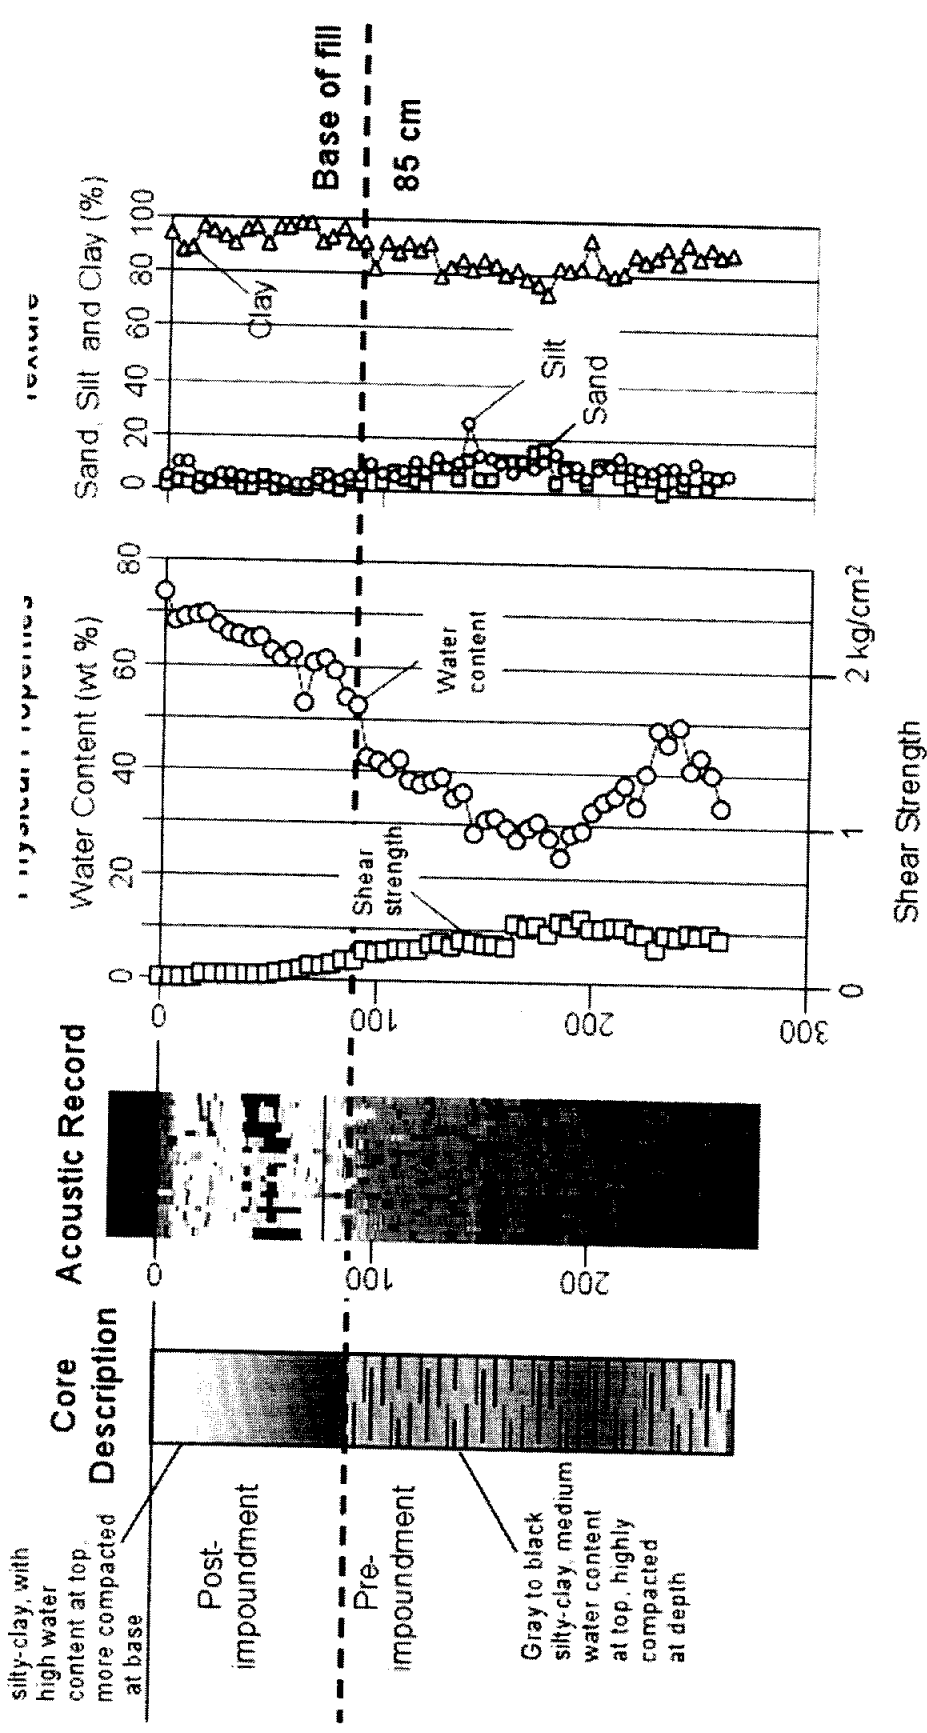 Core
Description
silty-clay, with
high water
content at top,
more compacted
at base
Post-
impoundment
Pre-
impoundment
Gray to black
silty-clay, medium
water content
at top, highly
compacted
at depth
Acoustic Record
0
100
200
Water Content (wt %)
0 20 40 60 80
0
100
200
300
Shear
strength
Water
content
0 1 2 kg/cm²
Shear Strength
Sand, Silt and Clay (%)
0 20 40 60 80 100
Clay
Silt
Sand
Base of fill
85 cm